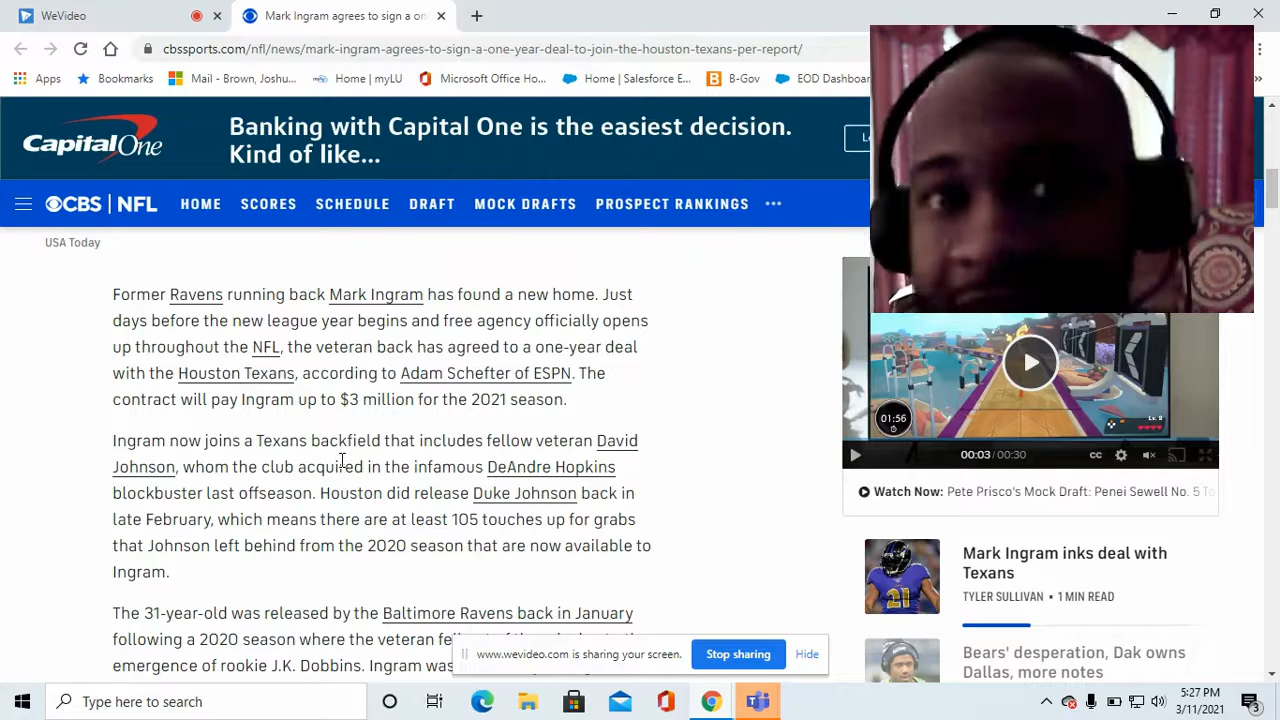 WeVideo
Mark Ingram agrees to sign a on
cbssports.com/nfl/news/mark-ingram-agrees-to-sign-a-one-year-deal-to-join-the-houston-texans-per-report/
Apps
Bookmarks
Mail - Brown, Joshu...
Home | myLU
Microsoft Office Ho...
Home | Salesforce E...
B-Gov
EOD Dashboard
Capital One
Banking with Capital One is the easiest decision.
Kind of like...
CBS | NFL
HOME
SCORES
SCHEDULE
DRAFT
MOCK DRAFTS
PROSPECT RANKINGS
USA Today
Former Ravens running back Mark Ingram has found a new home. Just
days before the new league year begins and free agency officially opens
up throughout the NFL, the veteran back has agreed to a one-year deal
with the Houston Texans, according to Adam Schefter of ESPN. The
contract will pay Ingram up to $3 million for the 2021 season.
Ingram now joins a Texans backfield that includes fellow veteran David
Johnson, whom the club acquired in the infamous DeAndre Hopkins
blockbuster last offseason. Houston did release Duke Johnson back in
late February, which means there are at least 105 touches up for grabs
that Johnson left behind from the 2020 season that are now available to
Ingram.
The 31-year-old was released by the Baltimore Ravens back in January
following a 2020 season where the veteran
emergence of rookie J.K. Dobbins. Ingram was
01:56
Lv. 8
00:03 / 00:30
CC
Watch Now: Pete Prisco's Mock Draft: Penei Sewell No. 5 To
21
Mark Ingram inks deal with
Texans
TYLER SULLIVAN • 1 MIN READ
Bears' desperation, Dak owns
Dallas, more notes
www.wevideo.com is sharing your screen.
Stop sharing
Hide
Type here to search
5:27 PM
3/11/2021
3